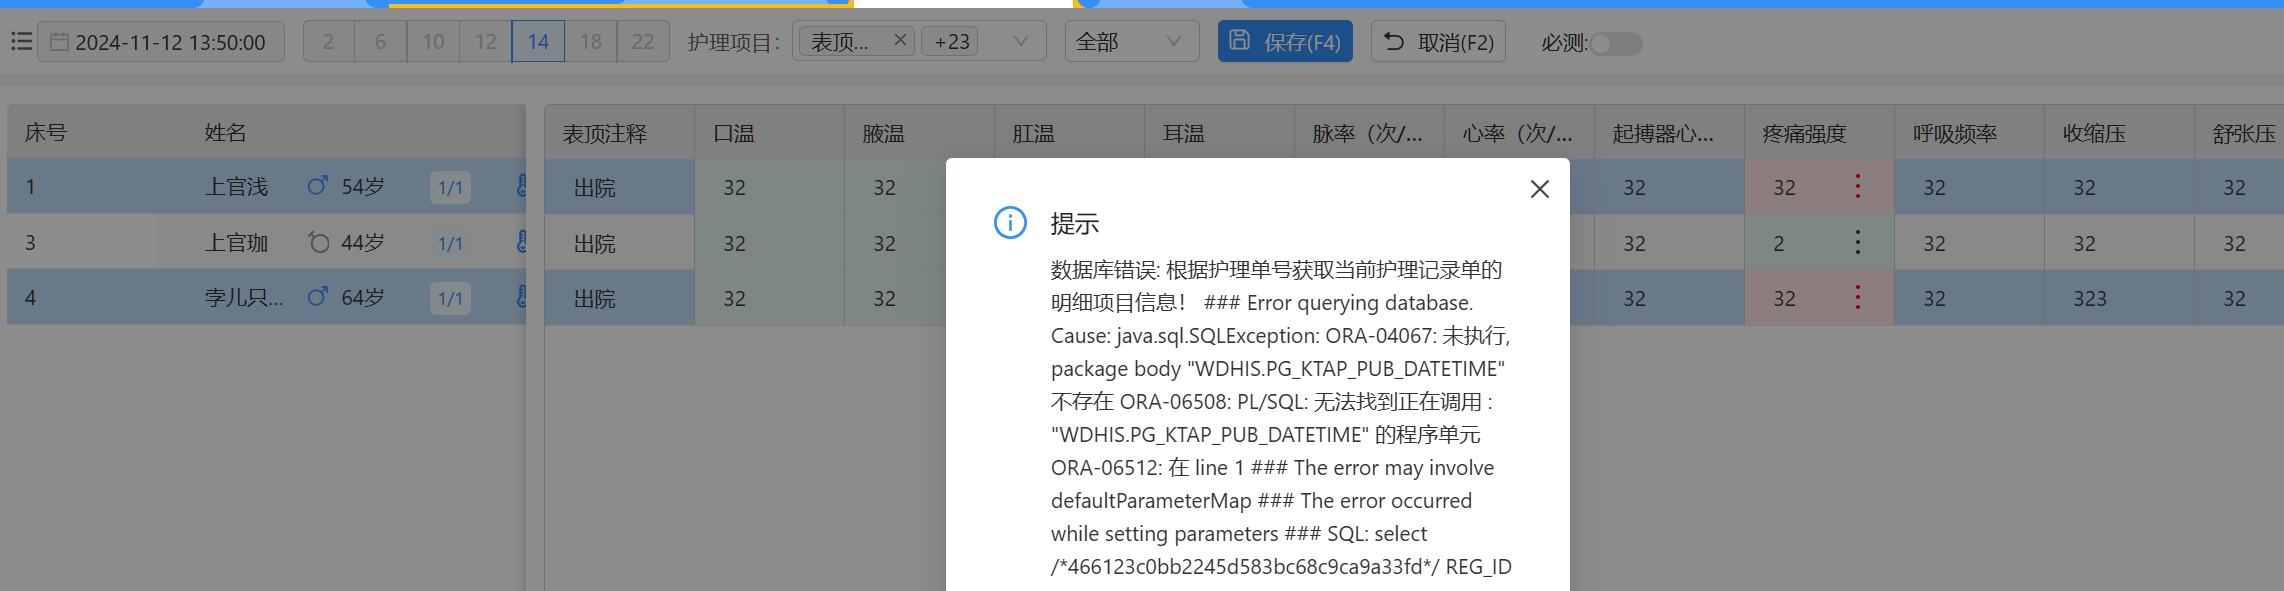 2024-11-12 13:50:00 2 6 10 12 14 18 22 护理项目: 表顶... +23 全部 保存(F4) 取消(F2) 必测:
床号 姓名 表顶注释 口温 腋温 肛温 耳温 脉率（次/... 心率（次/... 起搏器心... 疼痛强度 呼吸频率 收缩压 舒张压
1 上官浅 54岁 1/1 出院 32 32 32 32 32 32 32
3 上官珈 44岁 1/1 出院 32 32 32 2 32 32 32
4 孛儿只... 64岁 1/1 出院 32 32 32 32 32 323 32
提示
数据库错误: 根据护理单号获取当前护理记录单的
明细项目信息！ ### Error querying database.
Cause: java.sql.SQLException: ORA-04067: 未执行,
package body "WDHIS.PG_KTAP_PUB_DATETIME"
不存在 ORA-06508: PL/SQL: 无法找到正在调用 :
"WDHIS.PG_KTAP_PUB_DATETIME" 的程序单元
ORA-06512: 在 line 1 ### The error may involve
defaultParameterMap ### The error occurred
while setting parameters ### SQL: select
/*466123c0bb2245d583bc68c9ca9a33fd*/ REG_ID